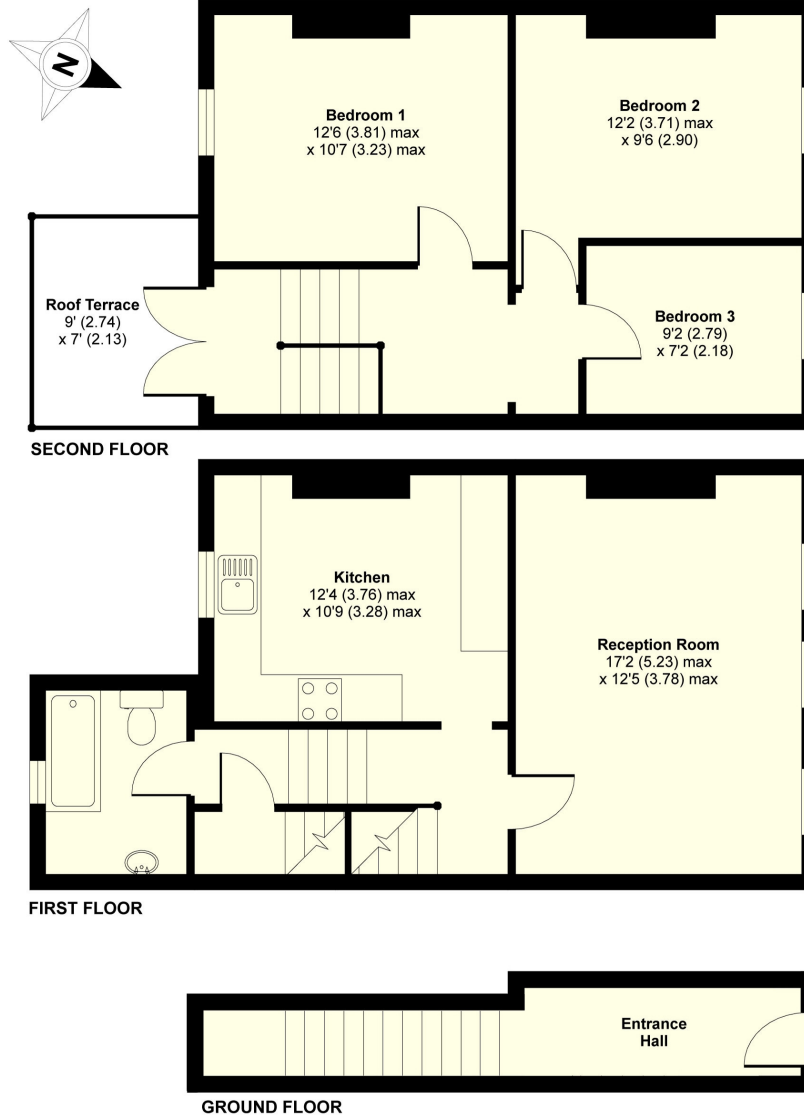 N
Bedroom 1
12'6 (3.81) max
x 10'7 (3.23) max
Bedroom 2
12'2 (3.71) max
x 9'6 (2.90)
Roof Terrace
9' (2.74)
x 7' (2.13)
Bedroom 3
9'2 (2.79)
x 7'2 (2.18)
SECOND FLOOR
Kitchen
12'4 (3.76) max
x 10'9 (3.28) max
Reception Room
17'2 (5.23) max
x 12'5 (3.78) max
FIRST FLOOR
Entrance
Hall
GROUND FLOOR